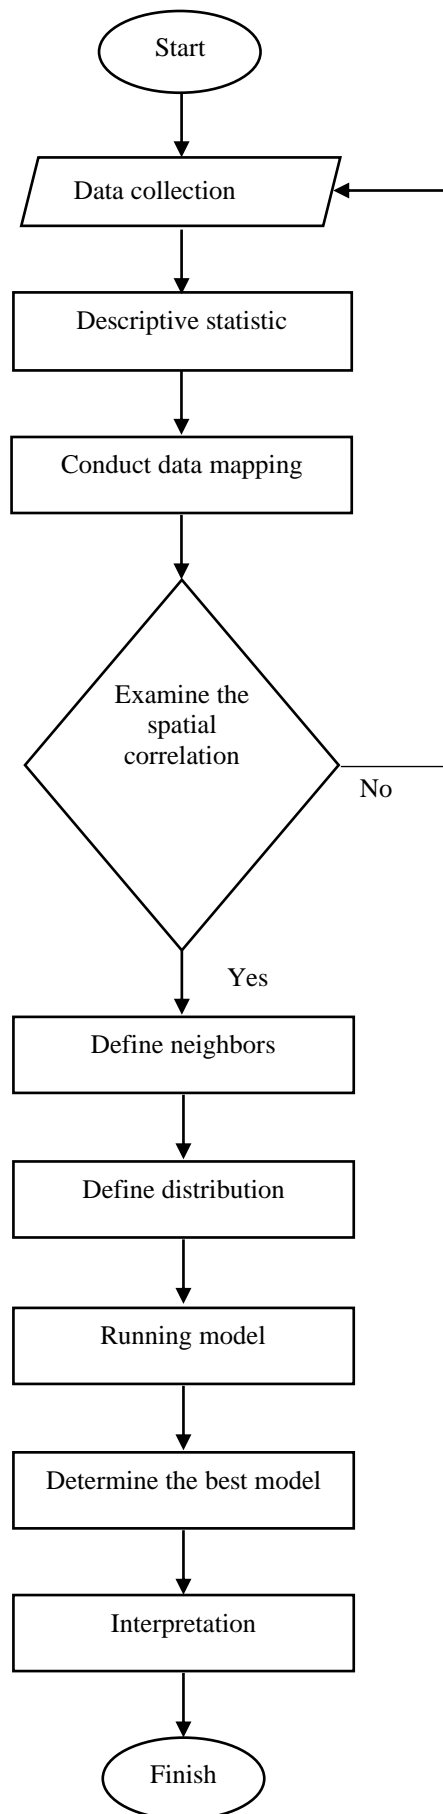 Start
Data collection
Descriptive statistic
Conduct data mapping
Examine the
spatial
correlation
No
Yes
Define neighbors
Define distribution
Running model
Determine the best model
Interpretation
Finish